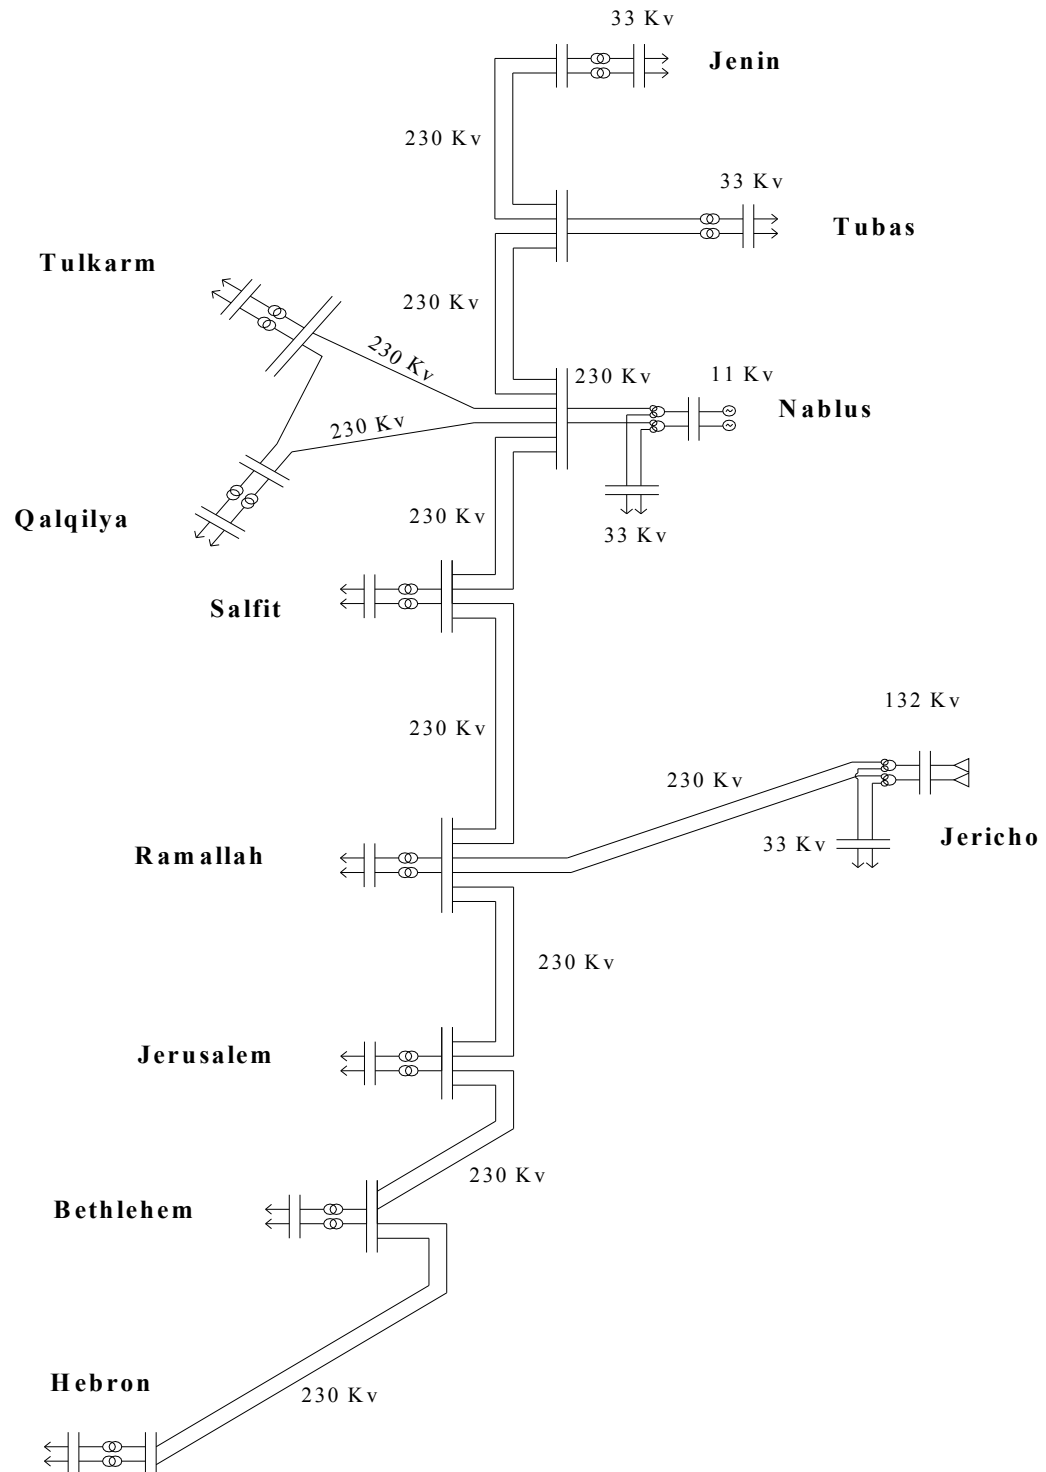 33 Kv
Jenin
230 Kv
33 Kv
Tubas
Tulkarm
230 Kv
230 Kv
230 Kv
11 Kv
Nablus
230 Kv
Qalqilya
230 Kv
33 Kv
Salfit
132 Kv
230 Kv
230 Kv
Ramallah
33 Kv
Jericho
230 Kv
Jerusalem
230 Kv
Bethlehem
Hebron
230 Kv